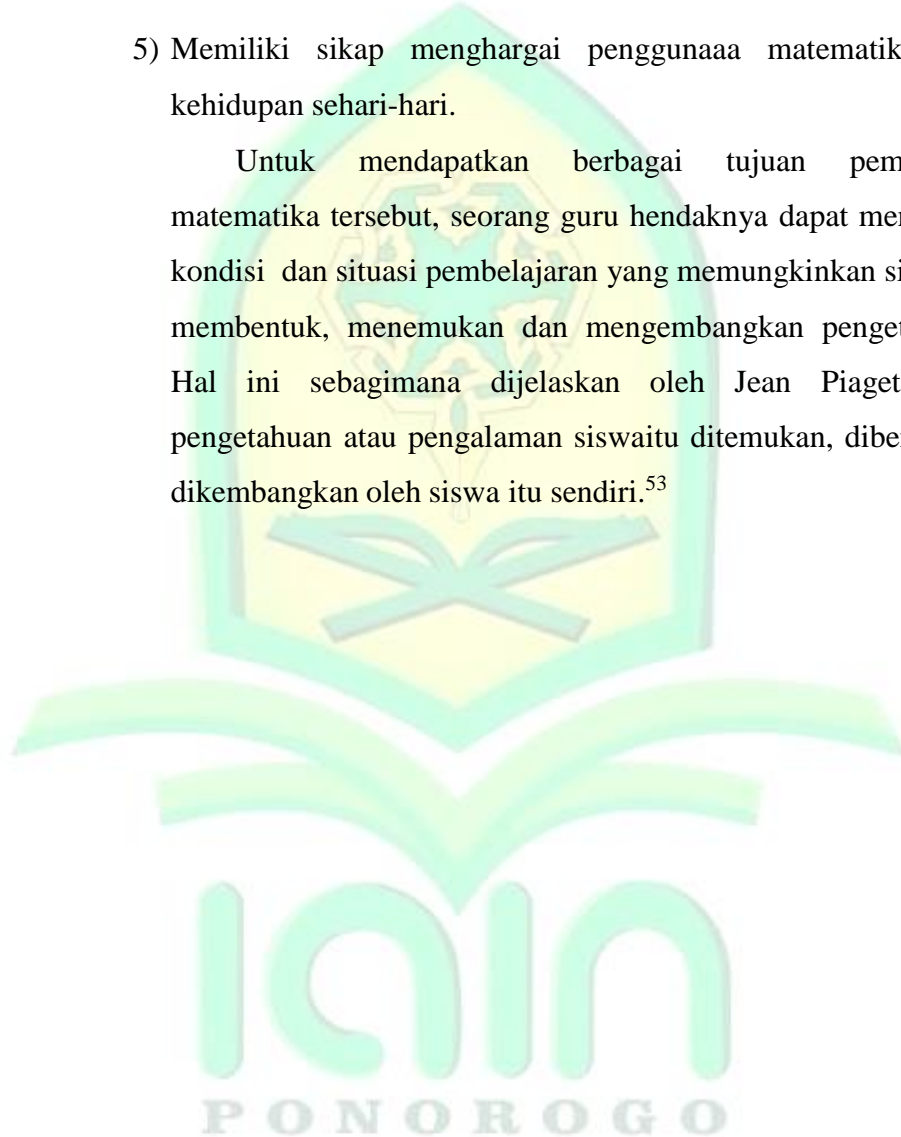 5) Memiliki sikap menghargai penggunaaa matematik
kehidupan sehari-hari.
Untuk mendapatkan berbagai tujuan pem
matematika tersebut, seorang guru hendaknya dapat me
kondisi dan situasi pembelajaran yang memungkinkan si
membentuk, menemukan dan mengembangkan penget
Hal ini sebagimana dijelaskan oleh Jean Piaget
pengetahuan atau pengalaman siswaitu ditemukan, dibe
dikembangkan oleh siswa itu sendiri.53
iain
PONOROGO